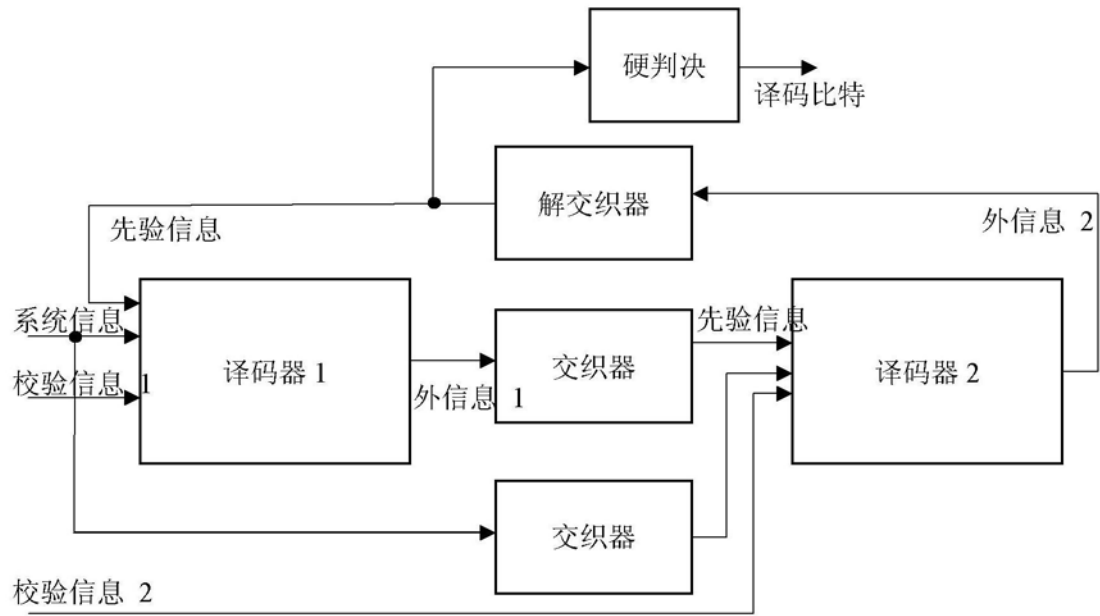 硬判决
译码比特
解交织器
外信息 2
先验信息
系统信息
先验信息
译码器 1
交织器
译码器 2
校验信息 1
外信息 1
交织器
校验信息 2